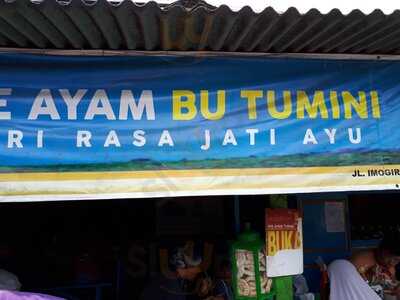 E AYAM BU TUMINI
RI RASA JATI AYU
JL. IMOGIR
BUKA